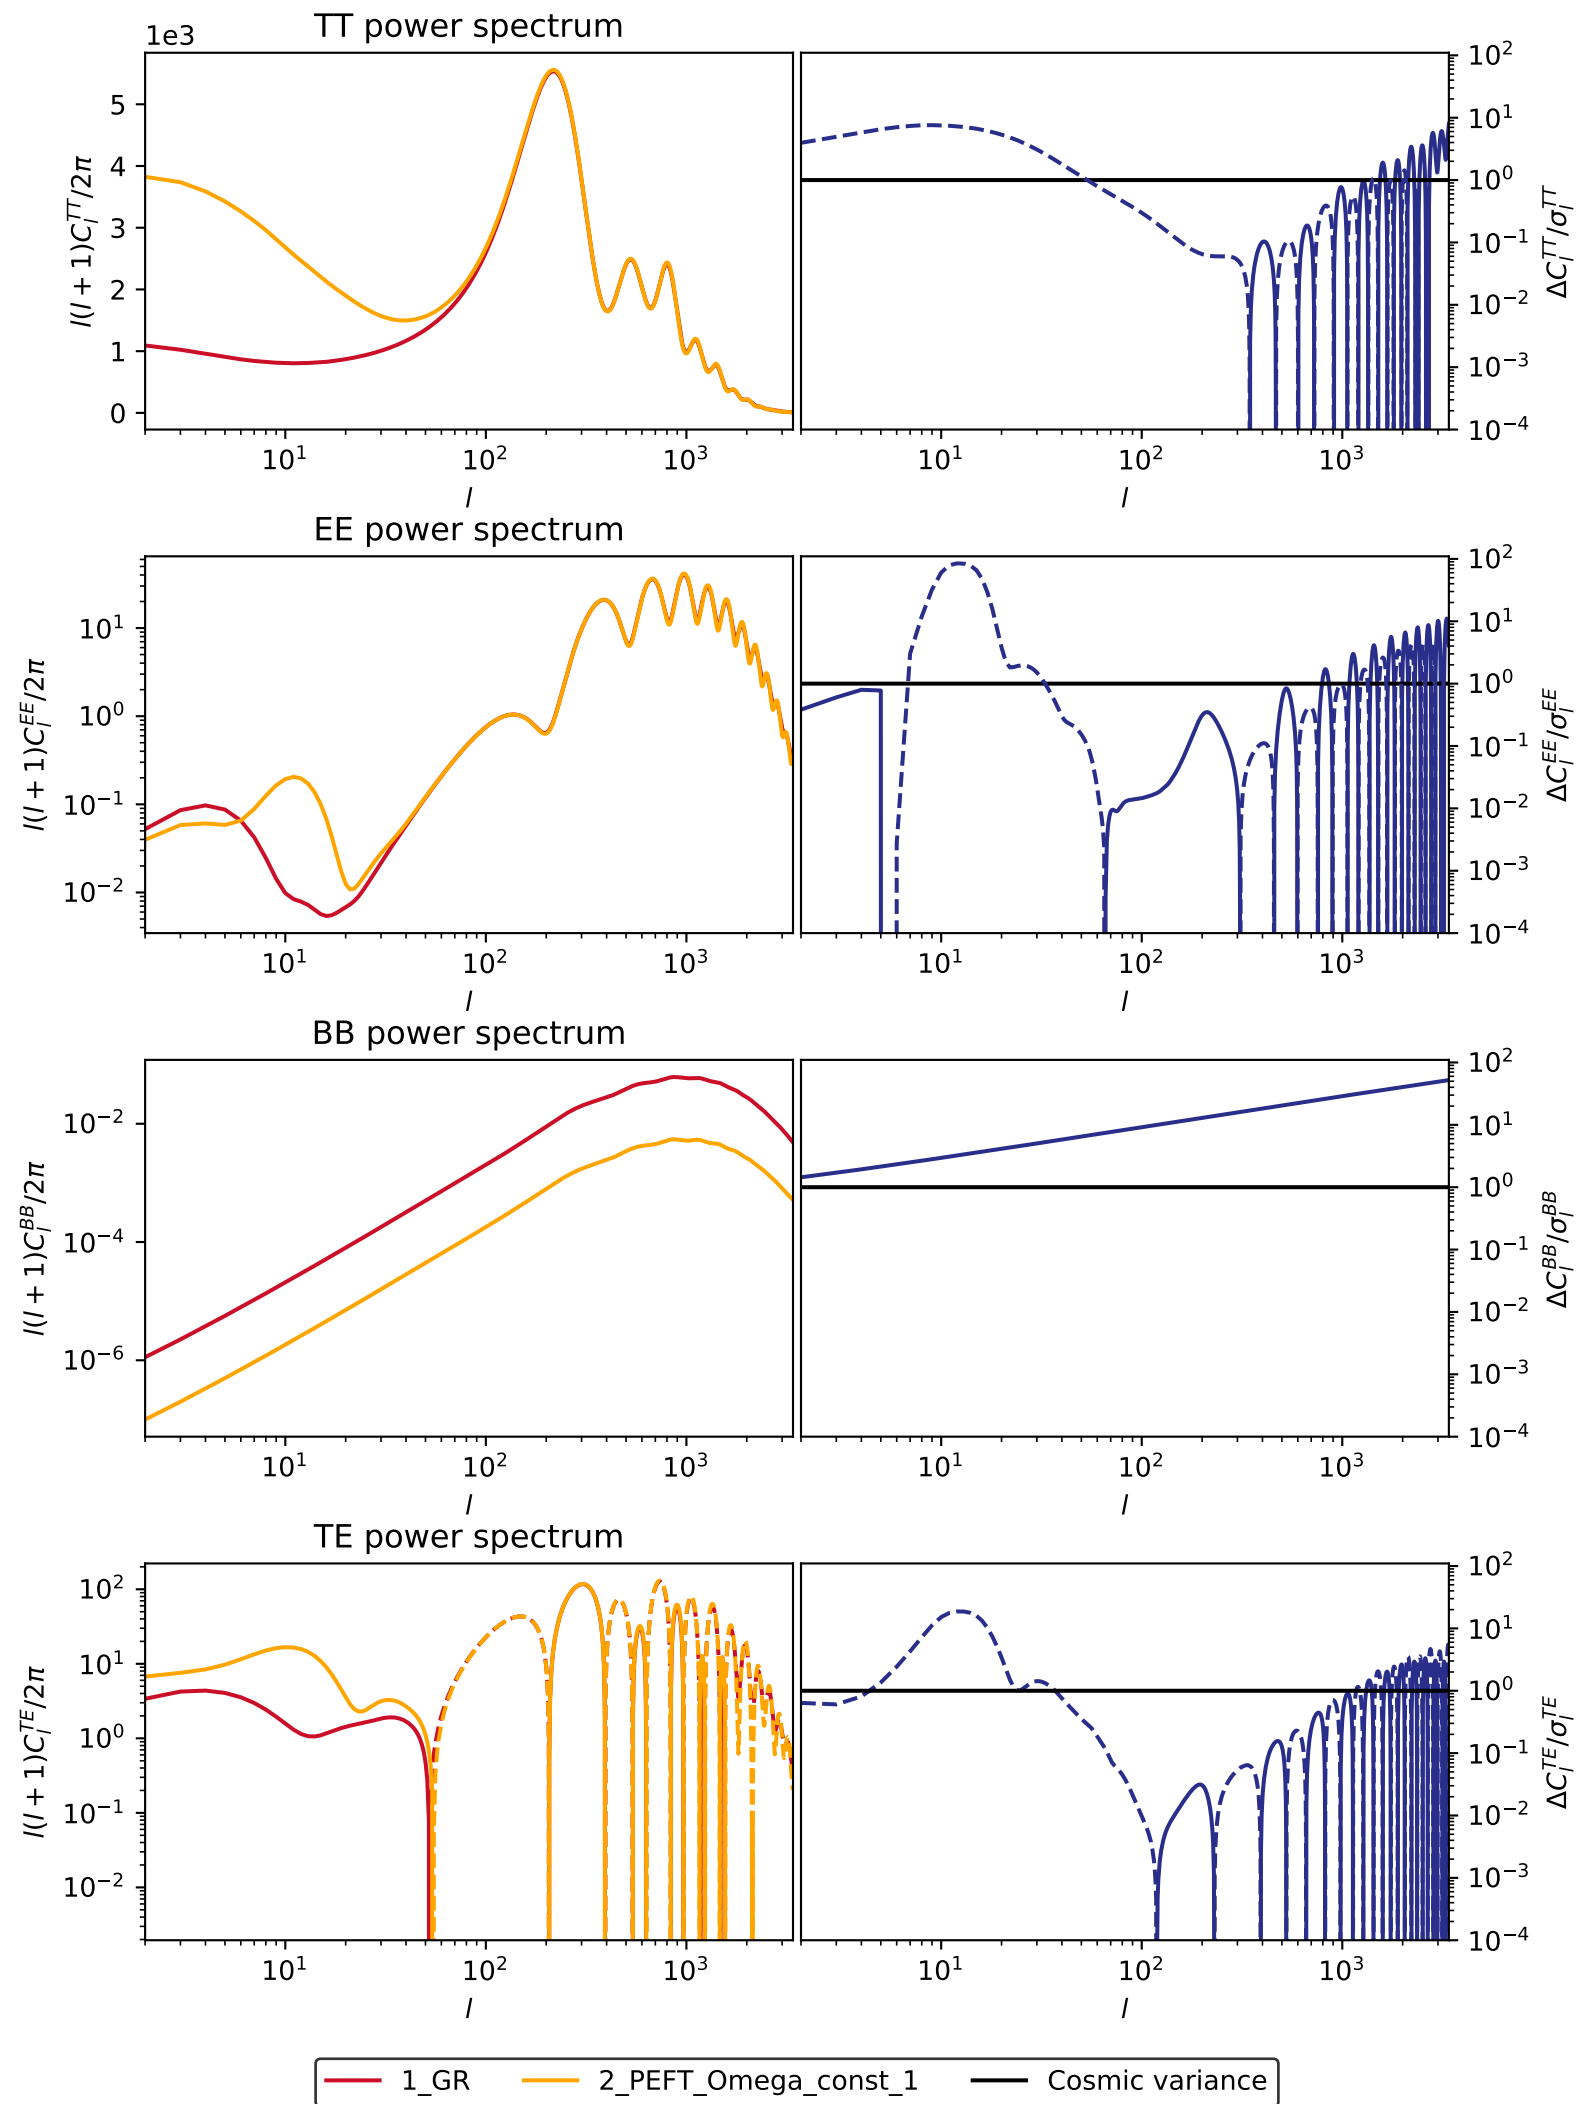 TT power spectrum
1e3
l(l + 1)C_l^{TT}/2π
5
4
3
2
1
0
10^1 10^2 10^3
l
10^2
10^1
10^0
10^{−1}
10^{−2}
10^{−3}
10^{−4}
ΔC_l^{TT}/σ_l^{TT}
10^1 10^2 10^3
l
EE power spectrum
l(l + 1)C_l^{EE}/2π
10^1
10^0
10^{−1}
10^{−2}
10^1 10^2 10^3
l
10^2
10^1
10^0
10^{−1}
10^{−2}
10^{−3}
10^{−4}
ΔC_l^{EE}/σ_l^{EE}
10^1 10^2 10^3
l
BB power spectrum
l(l + 1)C_l^{BB}/2π
10^{−2}
10^{−4}
10^{−6}
10^1 10^2 10^3
l
10^2
10^1
10^0
10^{−1}
10^{−2}
10^{−3}
10^{−4}
ΔC_l^{BB}/σ_l^{BB}
10^1 10^2 10^3
l
TE power spectrum
l(l + 1)C_l^{TE}/2π
10^2
10^1
10^0
10^{−1}
10^{−2}
10^1 10^2 10^3
l
10^2
10^1
10^0
10^{−1}
10^{−2}
10^{−3}
10^{−4}
ΔC_l^{TE}/σ_l^{TE}
10^1 10^2 10^3
l
1_GR 2_PEFT_Omega_const_1 Cosmic variance